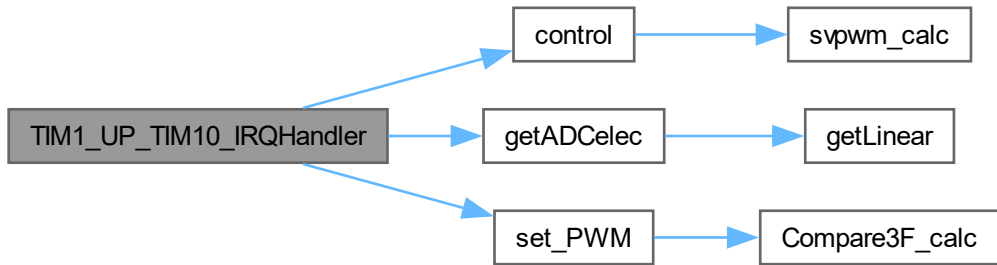 TIM1_UP_TIM10_IRQHandler
control
svpwm_calc
getADCelec
getLinear
set_PWM
Compare3F_calc